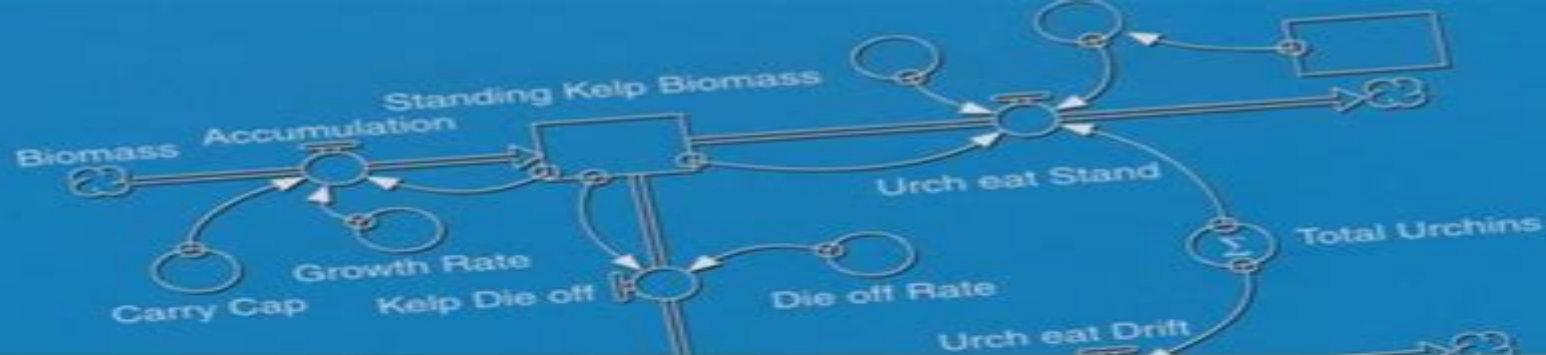 Standing Kelp Biomass
Biomass Accumulation
Urch eat Stand
Total Urchins
Growth Rate
Carry Cap
Kelp Die off
Die off Rate
Urch eat Drift
Σ